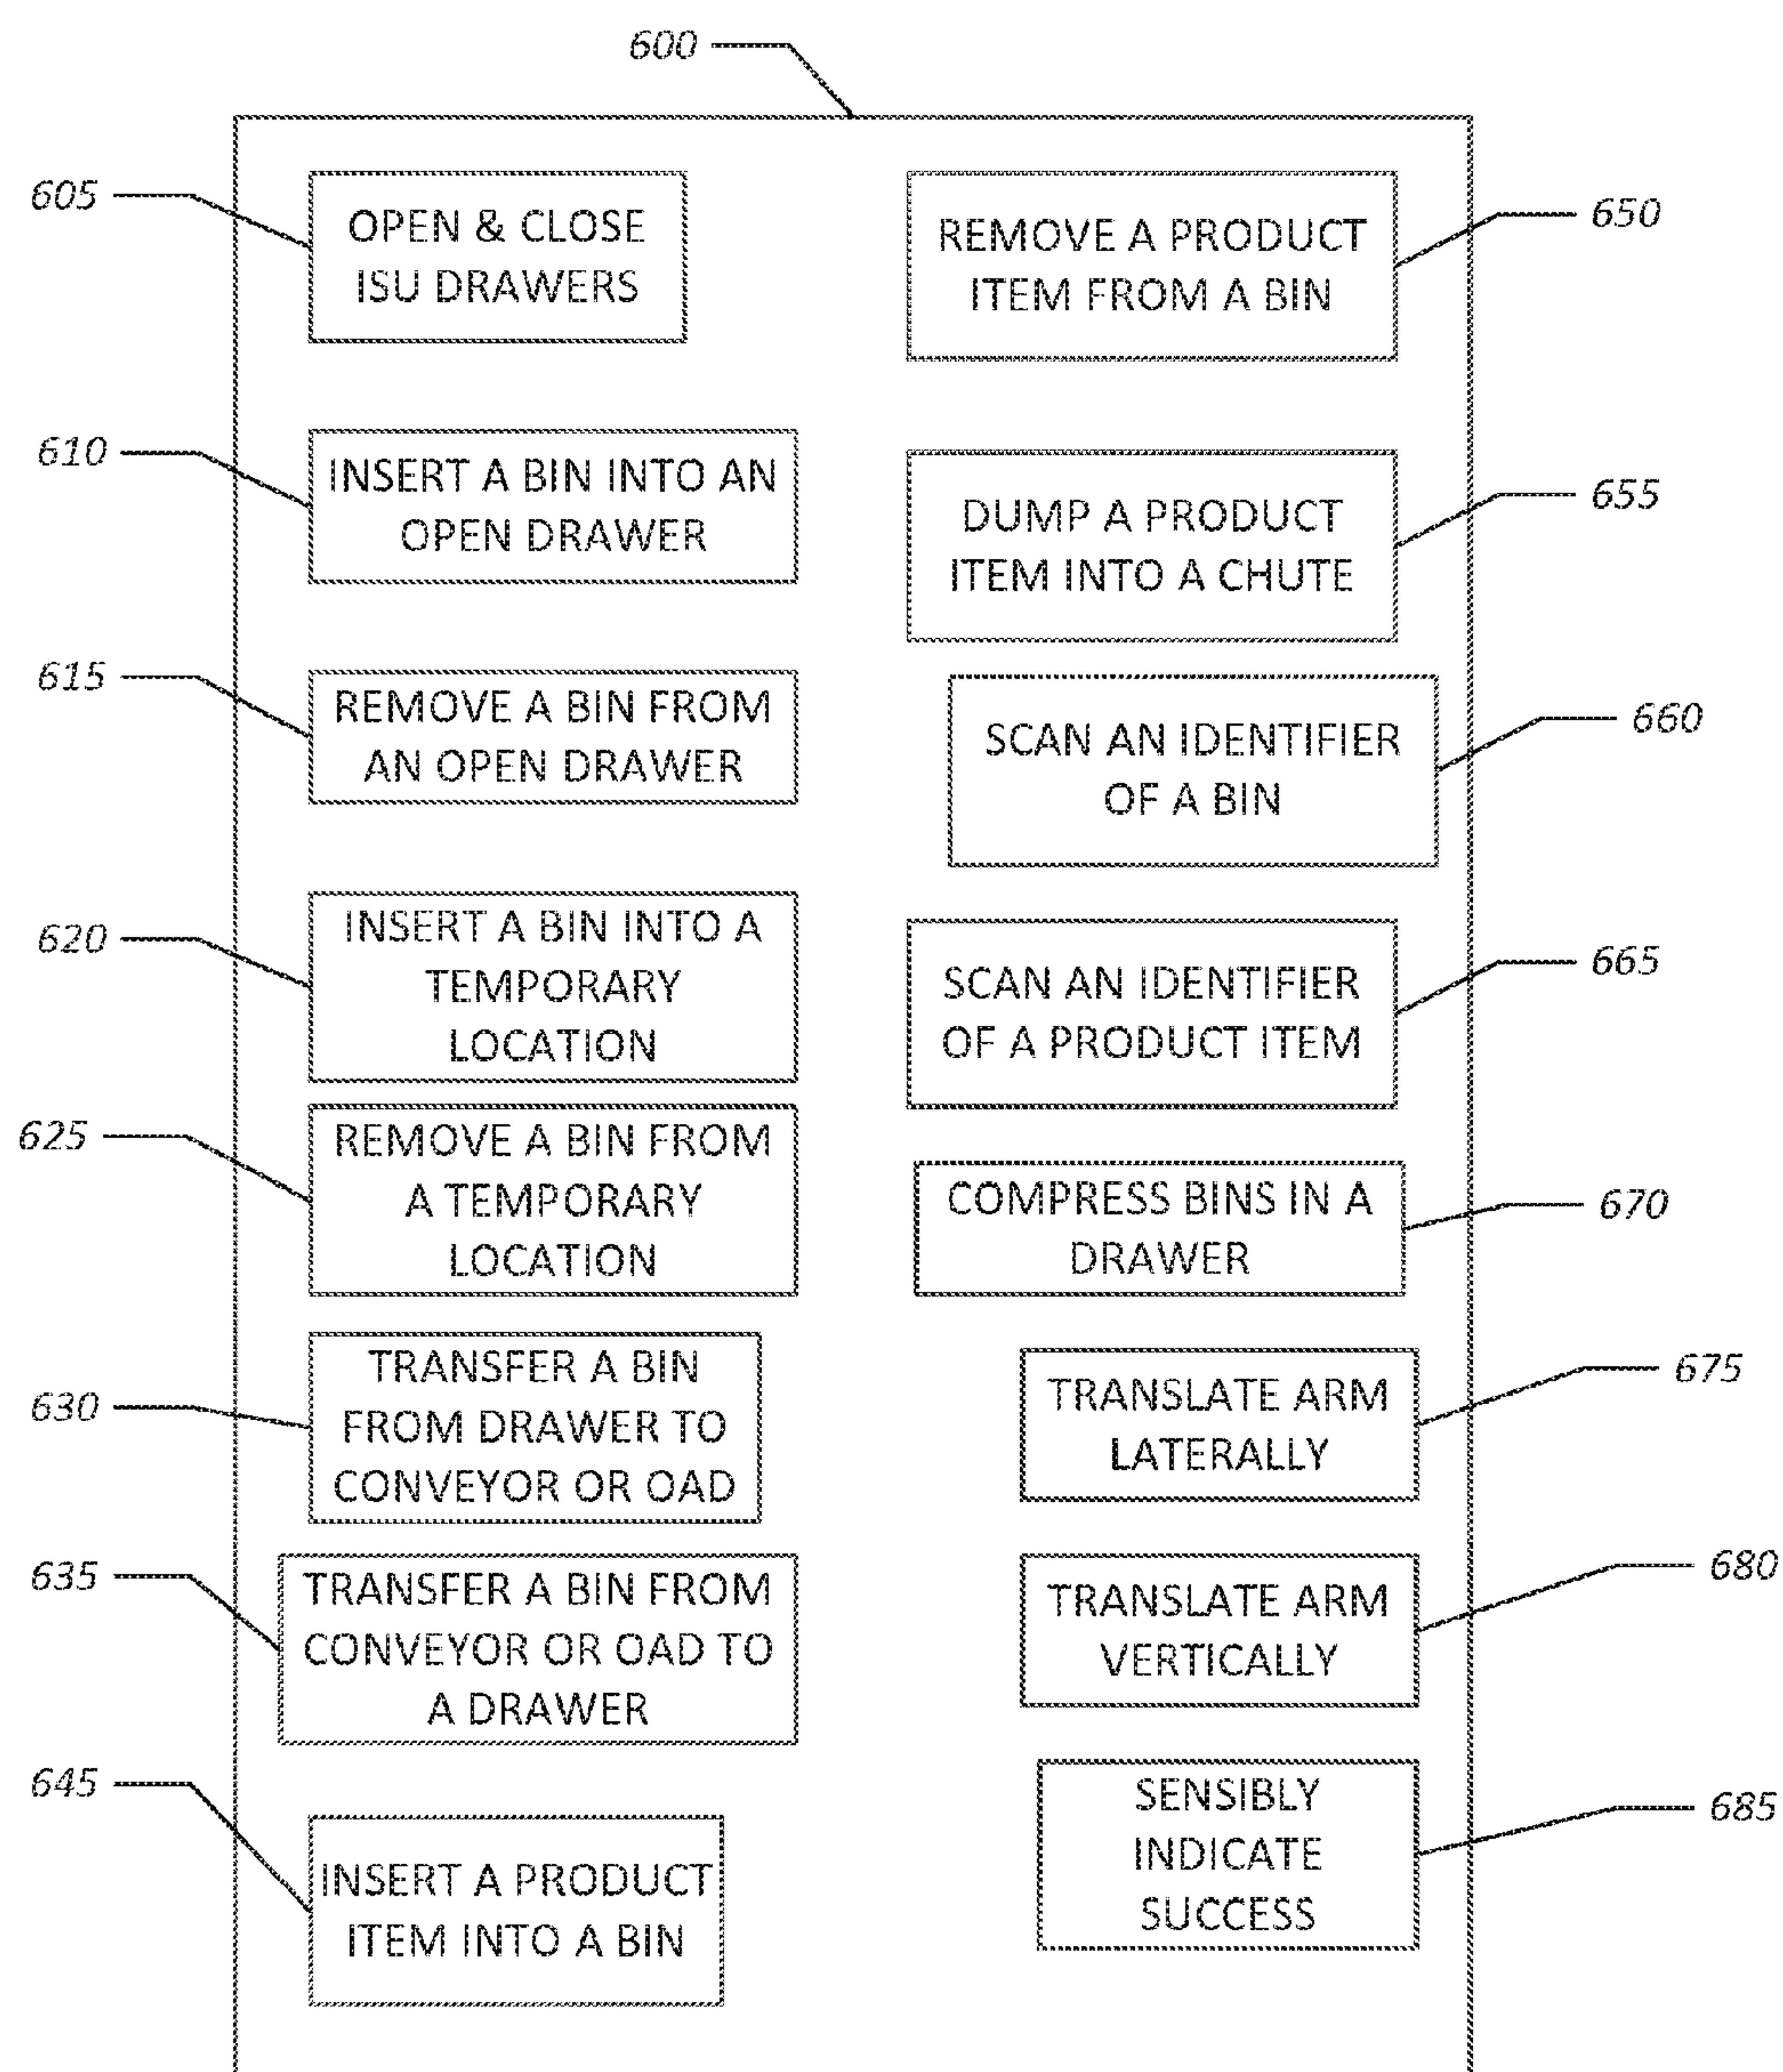 600
605
OPEN & CLOSE
ISU DRAWERS
610
INSERT A BIN INTO AN
OPEN DRAWER
615
REMOVE A BIN FROM
AN OPEN DRAWER
620
INSERT A BIN INTO A
TEMPORARY
LOCATION
625
REMOVE A BIN FROM
A TEMPORARY
LOCATION
630
TRANSFER A BIN
FROM DRAWER TO
CONVEYOR OR OAD
635
TRANSFER A BIN FROM
CONVEYOR OR OAD TO
A DRAWER
645
INSERT A PRODUCT
ITEM INTO A BIN
REMOVE A PRODUCT
ITEM FROM A BIN
650
DUMP A PRODUCT
ITEM INTO A CHUTE
655
SCAN AN IDENTIFIER
OF A BIN
660
SCAN AN IDENTIFIER
OF A PRODUCT ITEM
665
COMPRESS BINS IN A
DRAWER
670
TRANSLATE ARM
LATERALLY
675
TRANSLATE ARM
VERTICALLY
680
SENSIBLY
INDICATE
SUCCESS
685